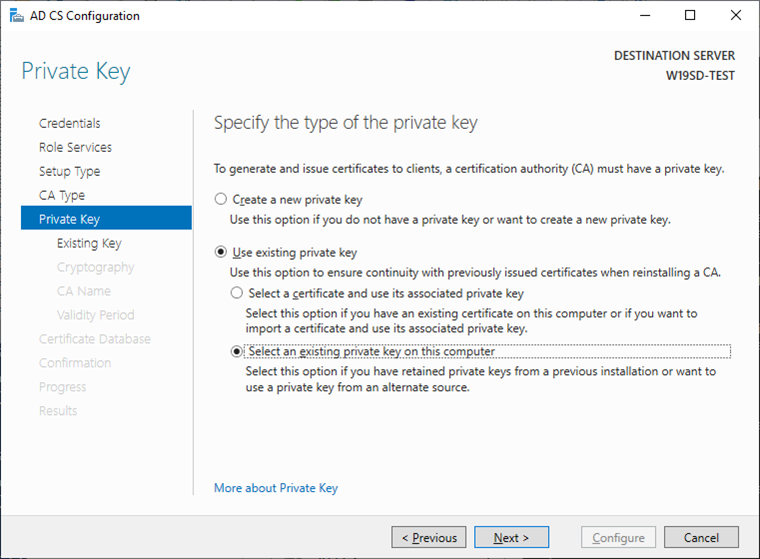 AD CS Configuration
Private Key
DESTINATION SERVER
W19SD-TEST
Credentials
Role Services
Setup Type
CA Type
Private Key
Existing Key
Cryptography
CA Name
Validity Period
Certificate Database
Confirmation
Progress
Results
Specify the type of the private key
To generate and issue certificates to clients, a certification authority (CA) must have a private key.
Create a new private key
Use this option if you do not have a private key or want to create a new private key.
Use existing private key
Use this option to ensure continuity with previously issued certificates when reinstalling a CA.
Select a certificate and use its associated private key
Select this option if you have an existing certificate on this computer or if you want to
import a certificate and use its associated private key.
Select an existing private key on this computer
Select this option if you have retained private keys from a previous installation or want to
use a private key from an alternate source.
More about Private Key
< Previous
Next >
Configure
Cancel